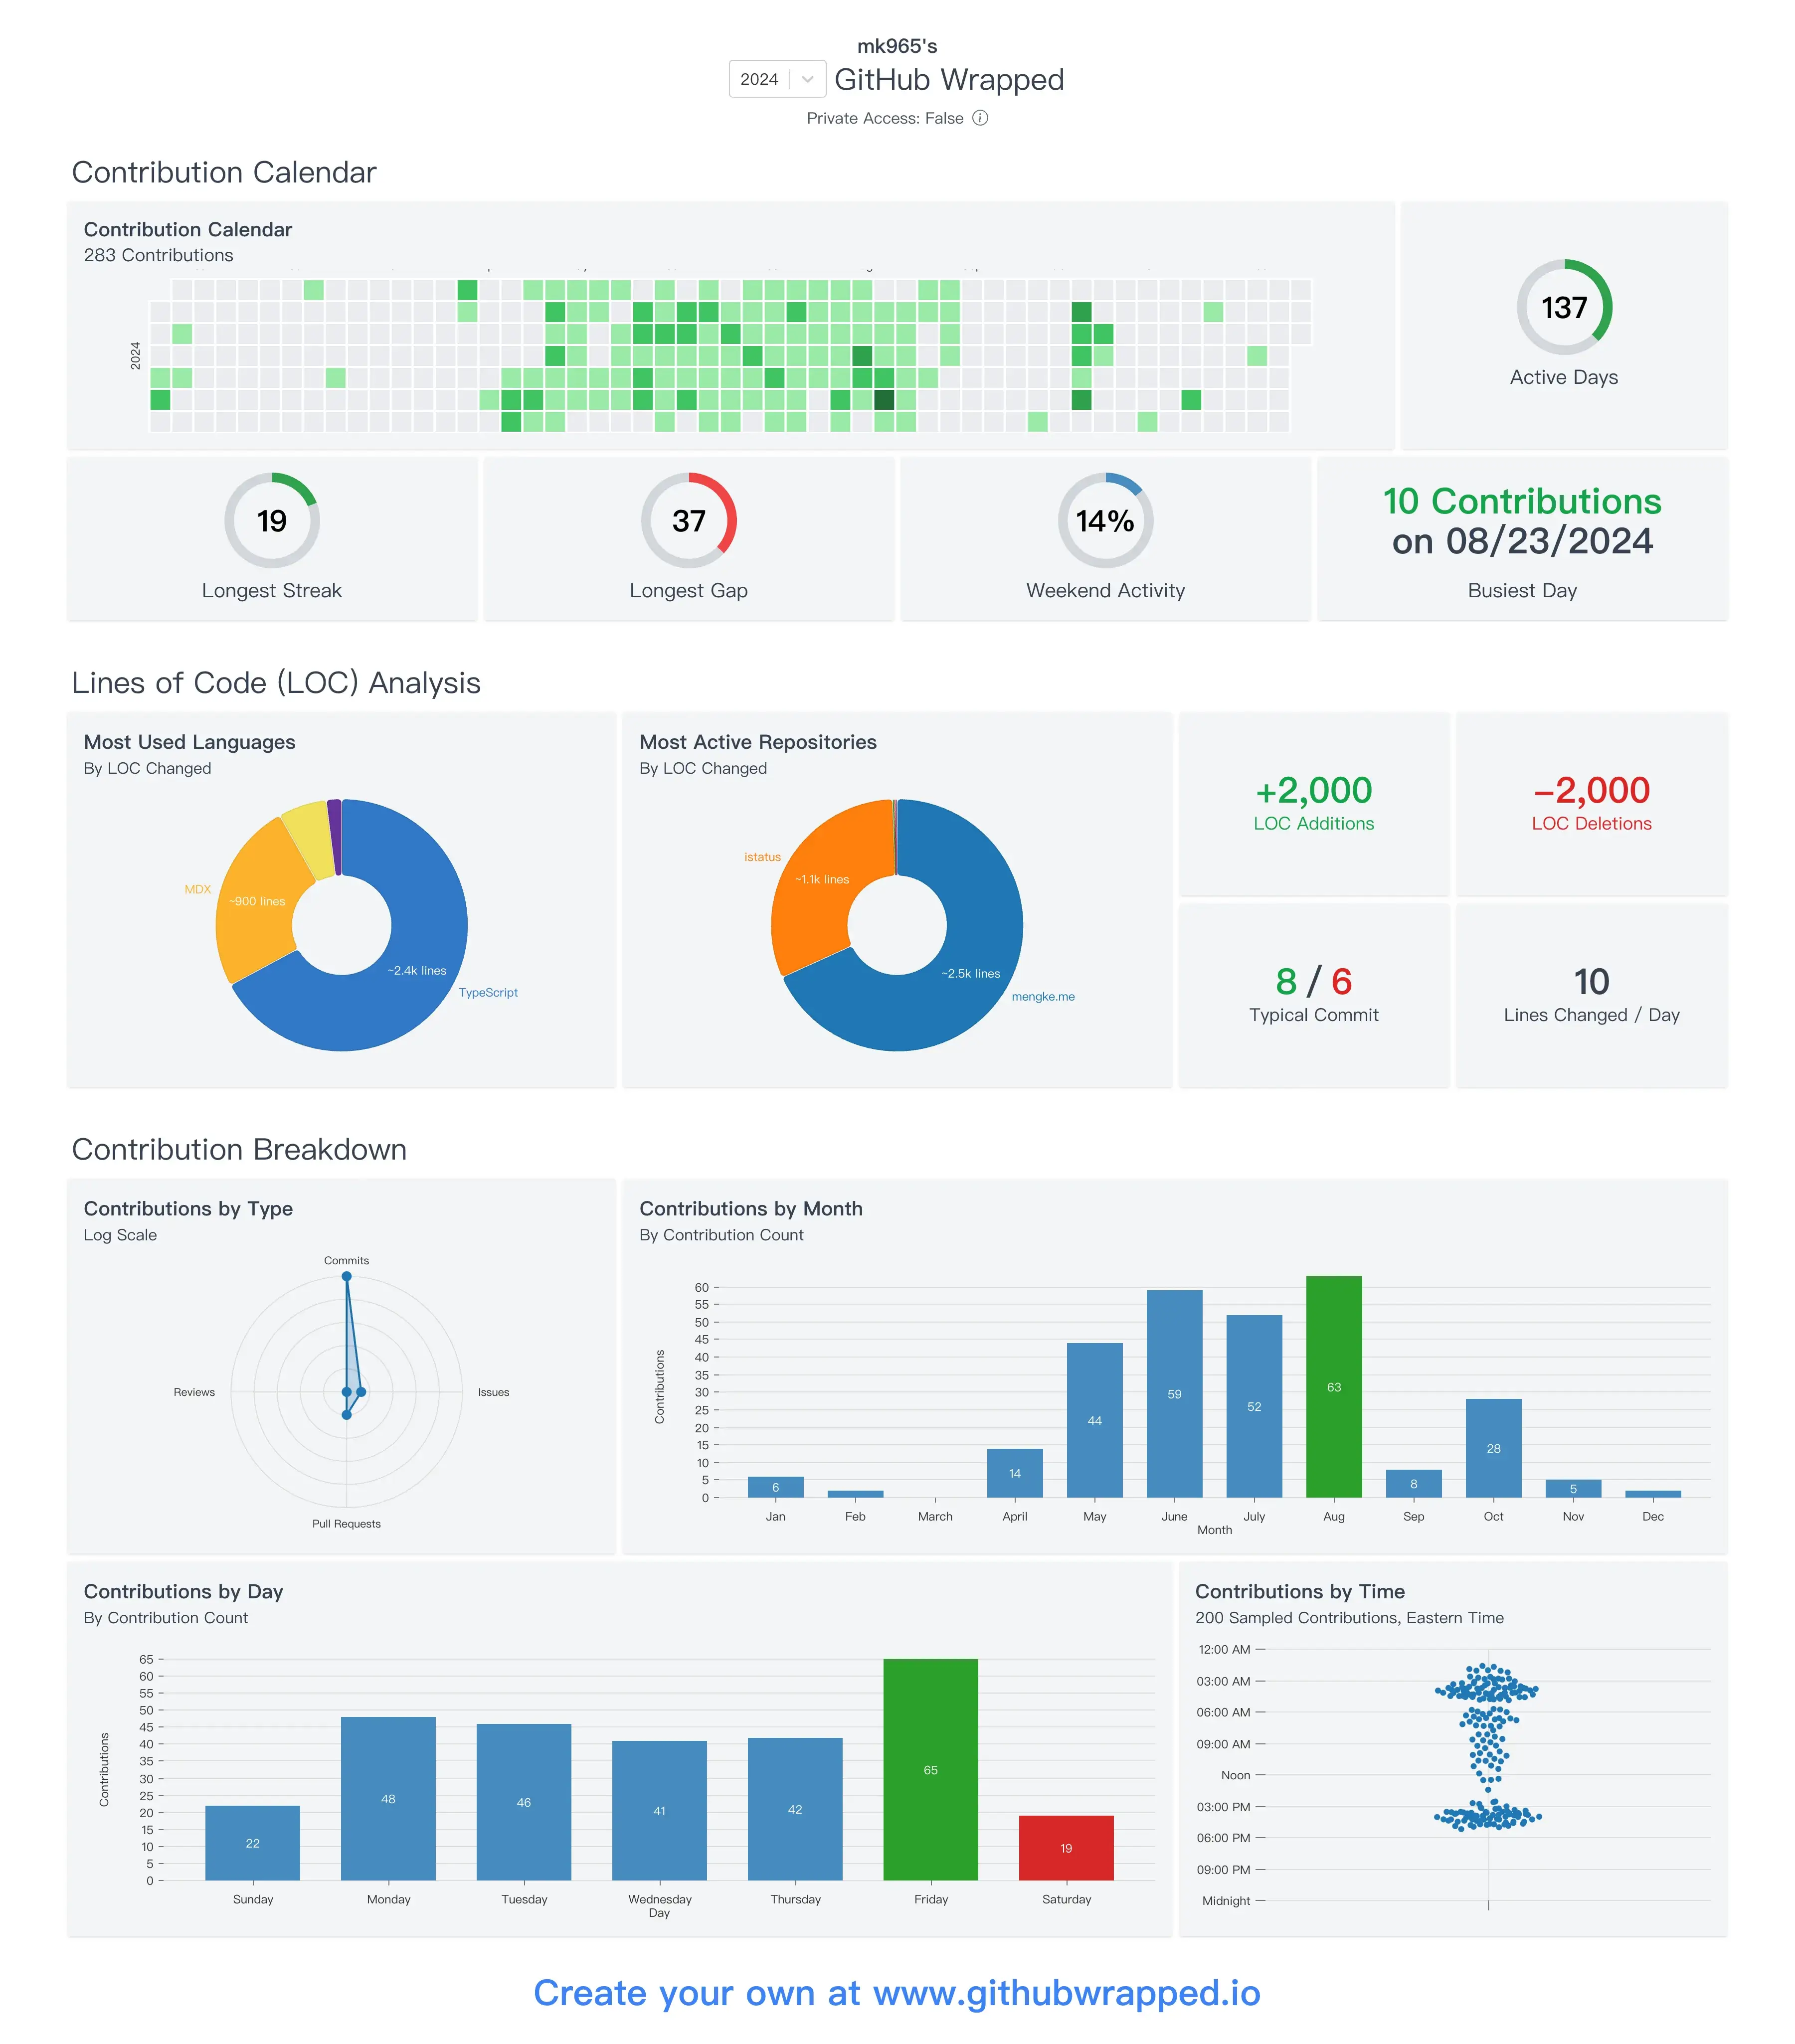 mk965's
2024 GitHub Wrapped
Private Access: False
Contribution Calendar
Contribution Calendar
283 Contributions
2024
137
Active Days
19
Longest Streak
37
Longest Gap
14%
Weekend Activity
10 Contributions
on 08/23/2024
Busiest Day
Lines of Code (LOC) Analysis
Most Used Languages
By LOC Changed
MDX
~900 lines
~2.4k lines
TypeScript
Most Active Repositories
By LOC Changed
istatus
~1.1k lines
~2.5k lines
mengke.me
+2,000
LOC Additions
−2,000
LOC Deletions
8 / 6
Typical Commit
10
Lines Changed / Day
Contribution Breakdown
Contributions by Type
Log Scale
Commits
Reviews
Issues
Pull Requests
Contributions by Month
By Contribution Count
Contributions
60
55
50
45
40
35
30
25
20
15
10
5
0
6
14
44
59
52
63
8
28
5
Jan Feb March April May June July Aug Sep Oct Nov Dec
Month
Contributions by Day
By Contribution Count
Contributions
65
60
55
50
45
40
35
30
25
20
15
10
5
0
22
48
46
41
42
65
19
Sunday Monday Tuesday Wednesday Thursday Friday Saturday
Day
Contributions by Time
200 Sampled Contributions, Eastern Time
12:00 AM
03:00 AM
06:00 AM
09:00 AM
Noon
03:00 PM
06:00 PM
09:00 PM
Midnight
Create your own at www.githubwrapped.io